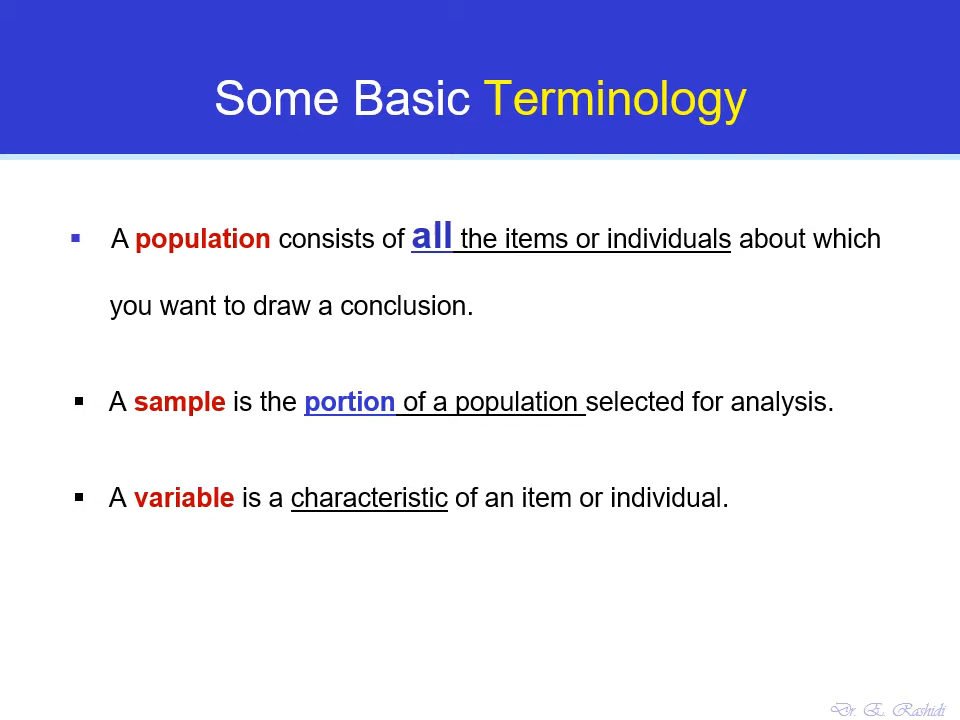 Some Basic Terminology
▪ A population consists of all the items or individuals about which
you want to draw a conclusion.
▪ A sample is the portion of a population selected for analysis.
▪ A variable is a characteristic of an item or individual.
Dr. E. Rashidi